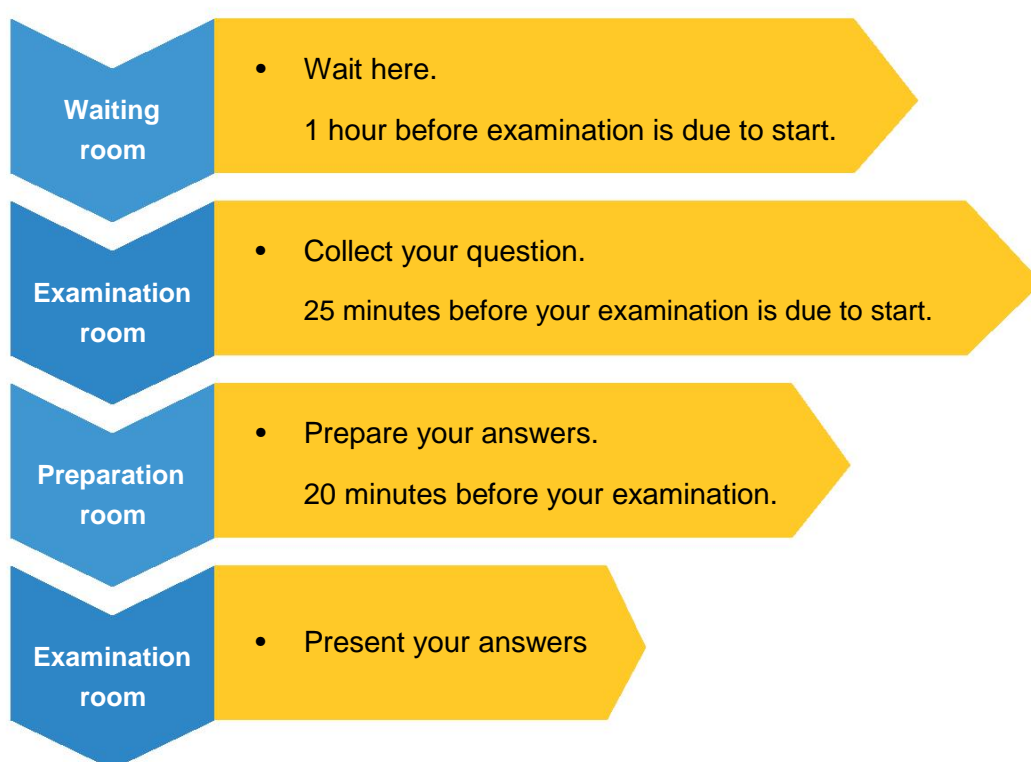 Waiting
room
• Wait here.
1 hour before examination is due to start.
Examination
room
• Collect your question.
25 minutes before your examination is due to start.
Preparation
room
• Prepare your answers.
20 minutes before your examination.
Examination
room
• Present your answers